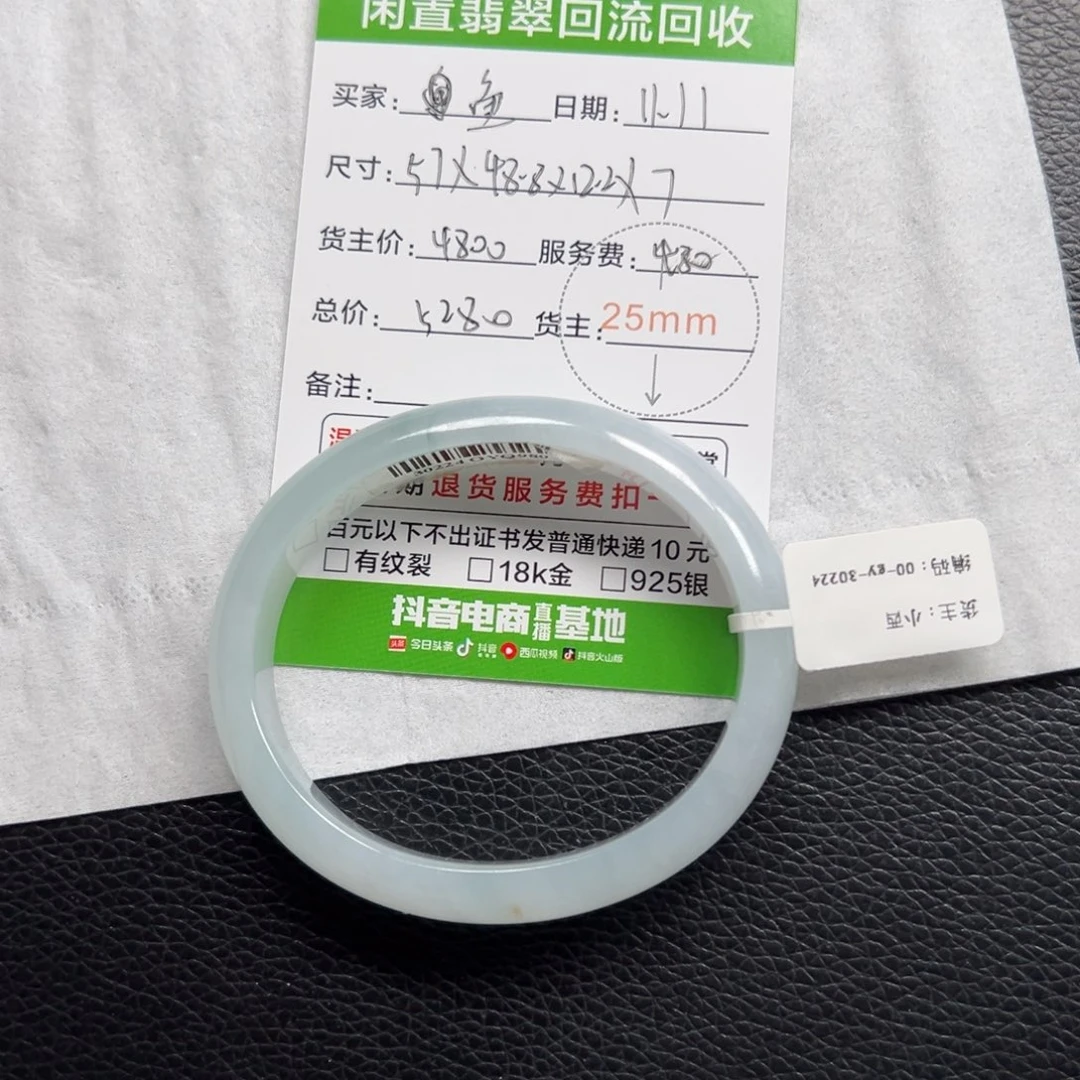 闲置翡翠回流回收
买家: 鱼 日期: 11.11
尺寸: 57X48.8X12.2X7
货主价: 4800 服务费: 480
总价: 5280 货主:
25mm
备注:
期退货服务费扣
百元以下不出证书发普通快递10元
□有纹裂 □18k金 □925银
抖音电商直播基地
头条 今日头条 抖音 西瓜视频 抖音火山版
货主:小西
编码:00-gy-30224